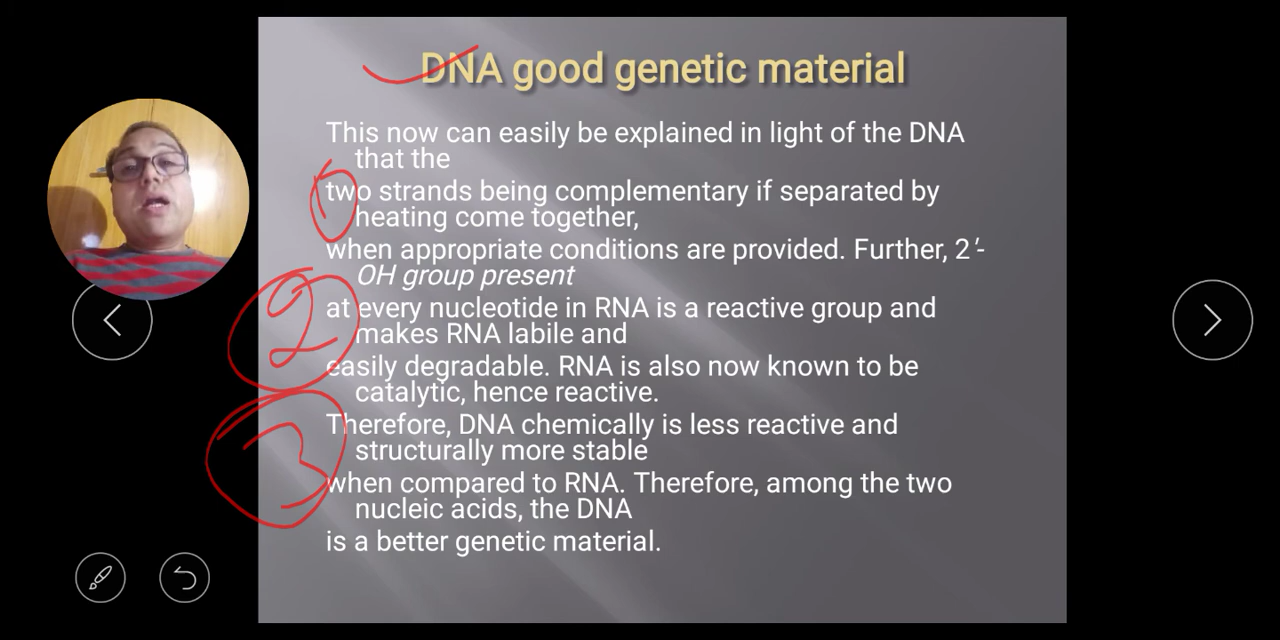 DNA good genetic material
This now can easily be explained in light of the DNA
that the
two strands being complementary if separated by
heating come together,
when appropriate conditions are provided. Further, 2'-
OH group present
at every nucleotide in RNA is a reactive group and
makes RNA labile and
easily degradable. RNA is also now known to be
catalytic, hence reactive.
Therefore, DNA chemically is less reactive and
structurally more stable
when compared to RNA. Therefore, among the two
nucleic acids, the DNA
is a better genetic material.
1
2
3